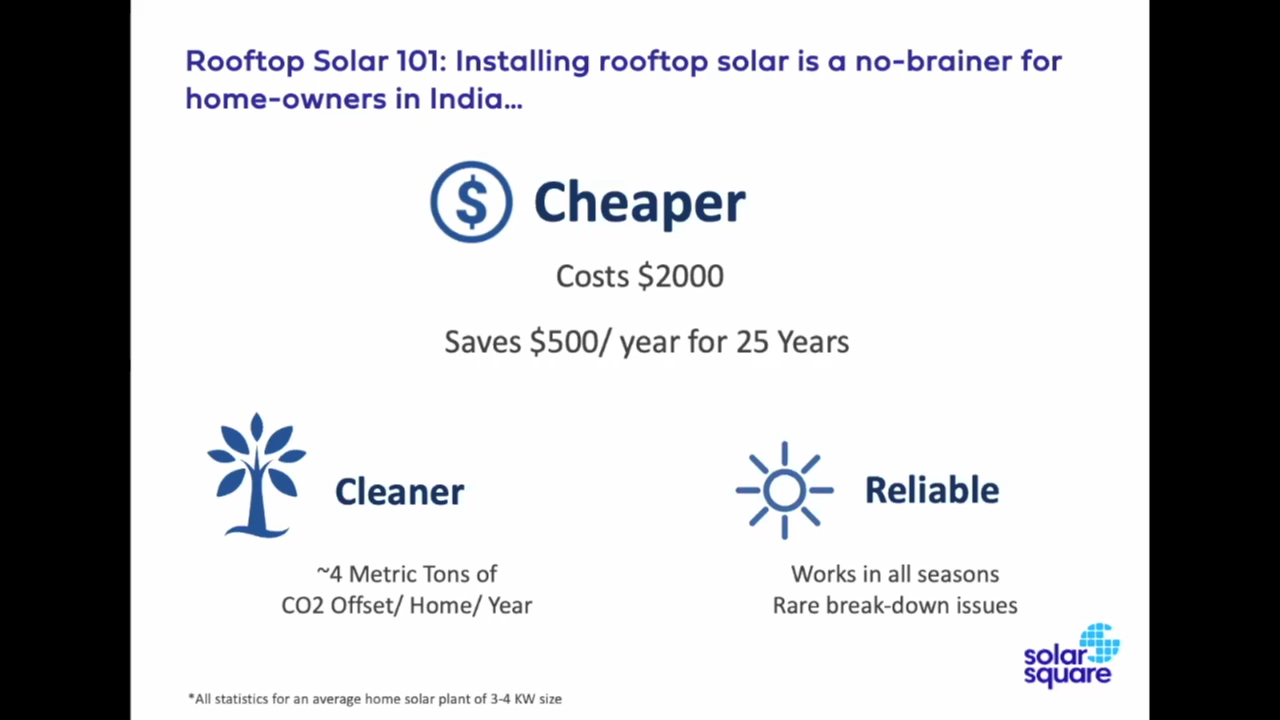 Rooftop Solar 101: Installing rooftop solar is a no-brainer for
home-owners in India...
$ Cheaper
Costs $2000
Saves $500/ year for 25 Years
Cleaner
~4 Metric Tons of
CO2 Offset/ Home/ Year
Reliable
Works in all seasons
Rare break-down issues
solar
square
*All statistics for an average home solar plant of 3-4 KW size